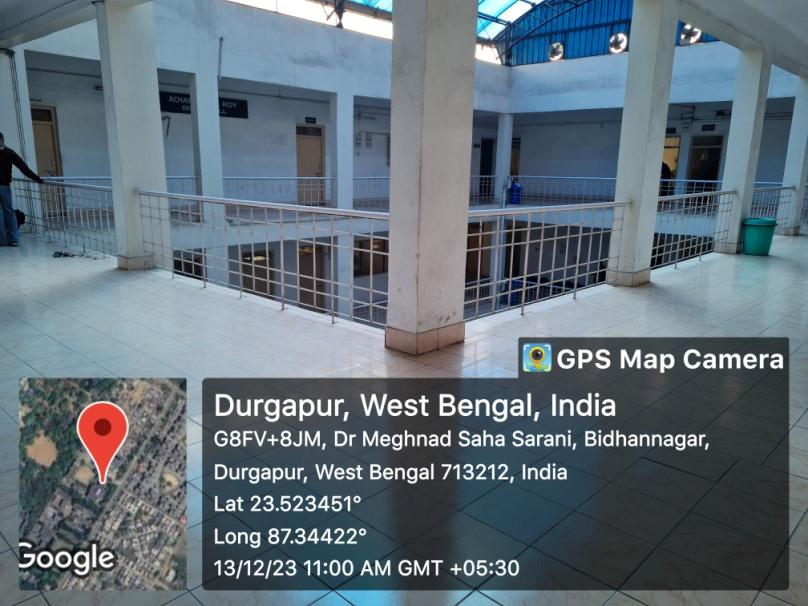 ROY
GPS Map Camera
Durgapur, West Bengal, India
G8FV+8JM, Dr Meghnad Saha Sarani, Bidhannagar,
Durgapur, West Bengal 713212, India
Lat 23.523451°
Long 87.34422°
13/12/23 11:00 AM GMT +05:30
Google